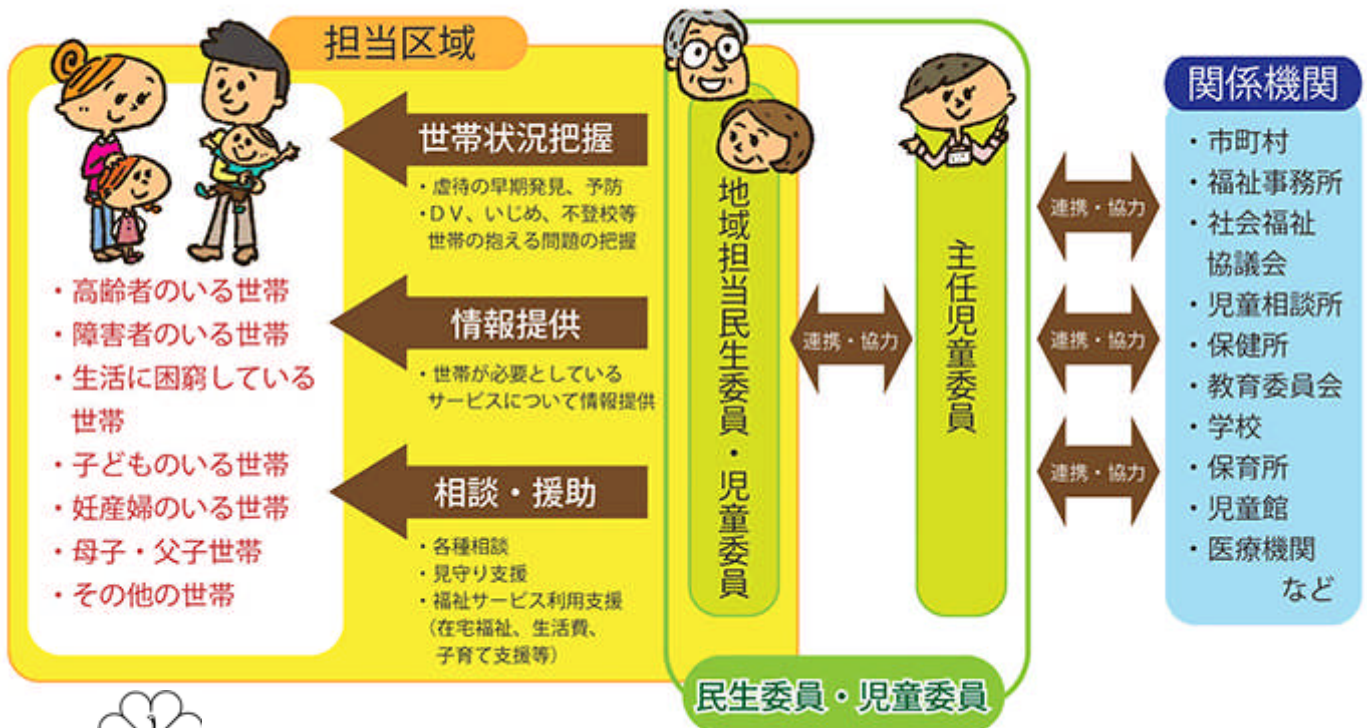 担当区域
・高齢者のいる世帯
・障害者のいる世帯
・生活に困窮している
世帯
・子どものいる世帯
・妊産婦のいる世帯
・母子・父子世帯
・その他の世帯
世帯状況把握
・虐待の早期発見、予防
・ＤＶ、いじめ、不登校等
世帯の抱える問題の把握
情報提供
・世帯が必要としている
サービスについて情報提供
相談・援助
・各種相談
・見守り支援
・福祉サービス利用支援
（在宅福祉、生活費、
子育て支援等）
地域担当民生委員・児童委員
連携・協力
主任児童委員
民生委員・児童委員
連携・協力
連携・協力
連携・協力
関係機関
・市町村
・福祉事務所
・社会福祉
協議会
・児童相談所
・保健所
・教育委員会
・学校
・保育所
・児童館
・医療機関
など